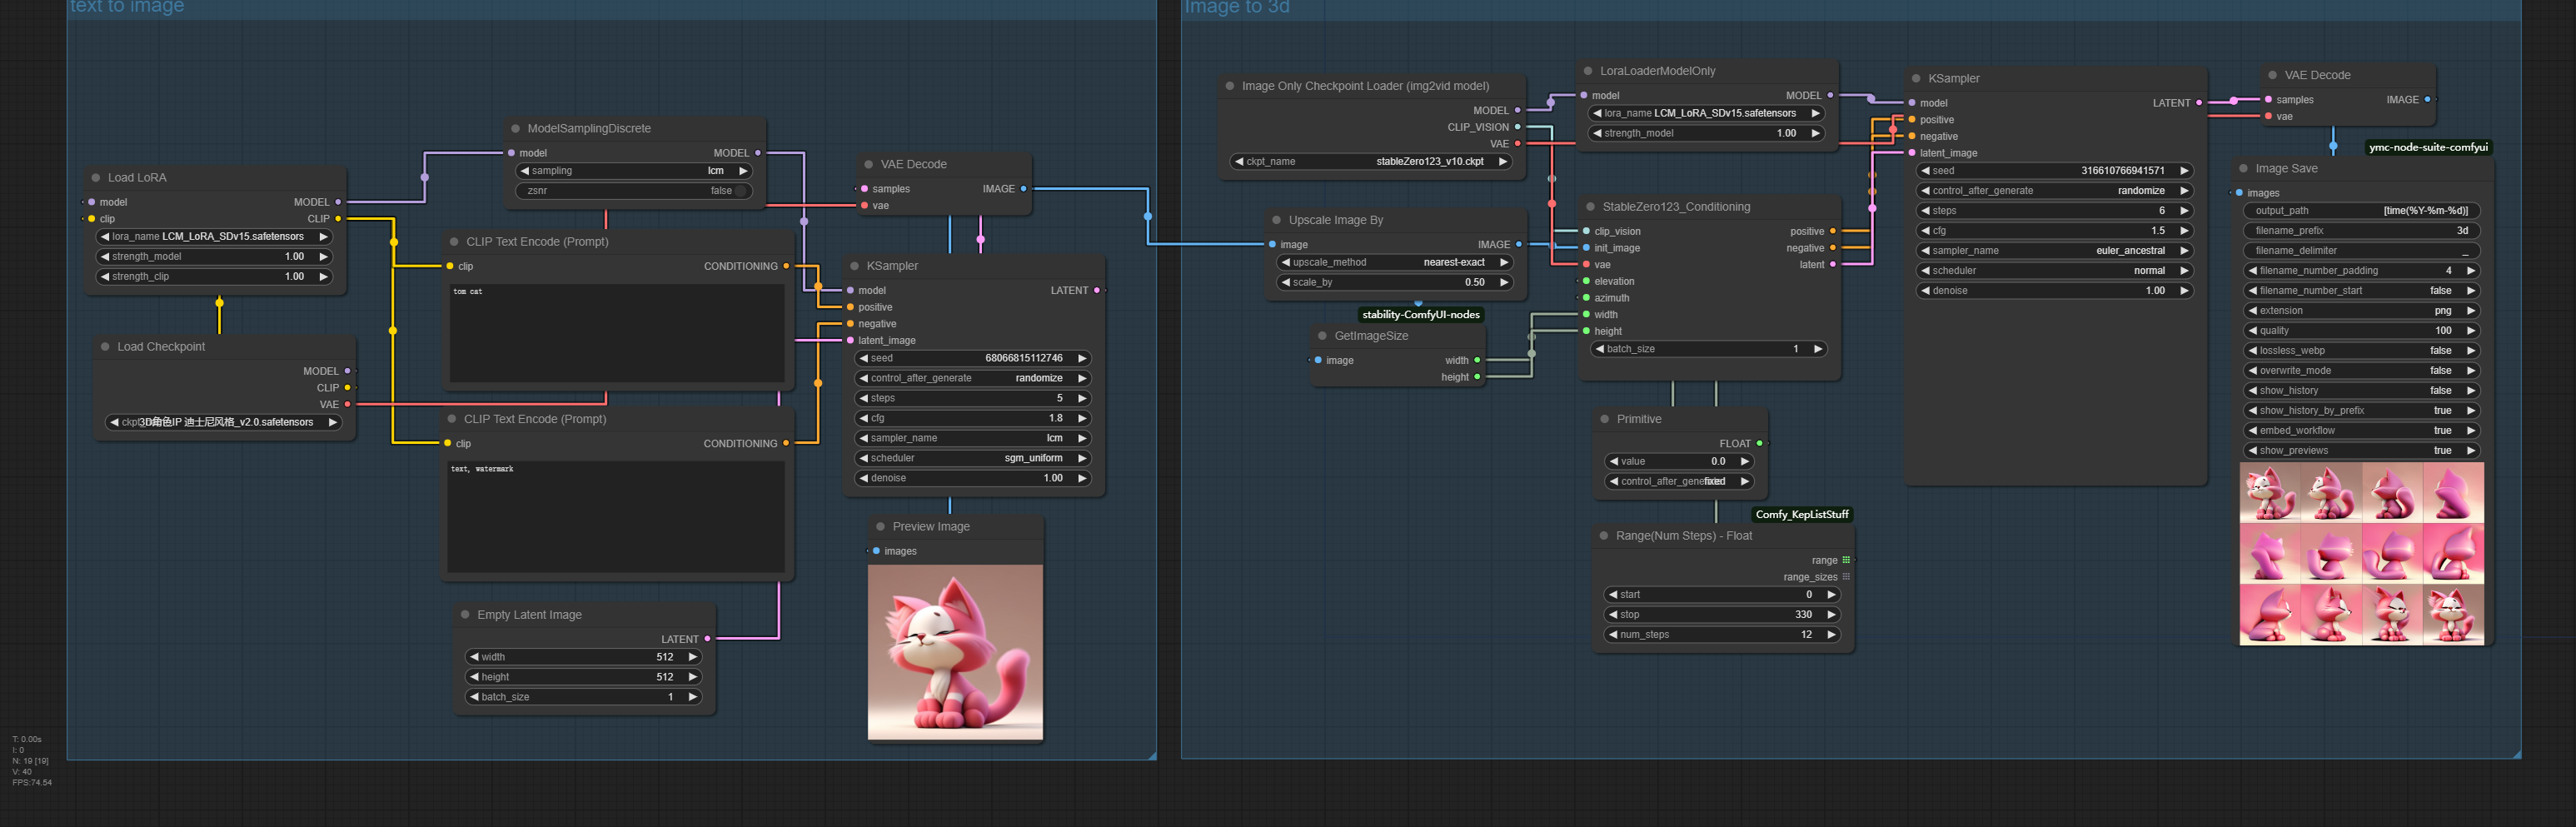 text to image
Load LoRA
model MODEL
clip CLIP
lora_name LCM_LoRA_SDv15.safetensors
strength_model 1.00
strength_clip 1.00
Load Checkpoint
MODEL
CLIP
VAE
3D角色IP 迪士尼风格_v2.0.safetensors
ModelSamplingDiscrete
model MODEL
sampling lcm
zsnr false
CLIP Text Encode (Prompt)
clip CONDITIONING
tom cat
CLIP Text Encode (Prompt)
clip CONDITIONING
text, watermark
Empty Latent Image
LATENT
width 512
height 512
batch_size 1
VAE Decode
samples IMAGE
vae
KSampler
model LATENT
positive
negative
latent_image
seed 68066815112746
control_after_generate randomize
steps 5
cfg 1.8
sampler_name lcm
scheduler sgm_uniform
denoise 1.00
Preview Image
images
Image to 3d
Image Only Checkpoint Loader (img2vid model)
MODEL
CLIP_VISION
VAE
ckpt_name stableZero123_v10.ckpt
Upscale Image By
image IMAGE
upscale_method nearest-exact
scale_by 0.50
stability-ComfyUI-nodes
GetImageSize
image width
height
LoraLoaderModelOnly
model MODEL
lora_name LCM_LoRA_SDv15.safetensors
strength_model 1.00
StableZero123_Conditioning
clip_vision positive
init_image negative
vae latent
elevation
azimuth
width
height
batch_size 1
Primitive
FLOAT
value 0.0
control_after_generate fixed
Comfy_KepListStuff
Range(Num Steps) - Float
range
range_sizes
start 0
stop 330
num_steps 12
KSampler
model LATENT
positive
negative
latent_image
seed 316610766941571
control_after_generate randomize
steps 6
cfg 1.5
sampler_name euler_ancestral
scheduler normal
denoise 1.00
VAE Decode
samples IMAGE
vae
ymc-node-suite-comfyui
Image Save
images
output_path [time(%Y-%m-%d)]
filename_prefix 3d
filename_delimiter _
filename_number_padding 4
filename_number_start false
extension png
quality 100
lossless_webp false
overwrite_mode false
show_history false
show_history_by_prefix true
embed_workflow true
show_previews true
T: 0.00s
I: 0
N: 19 [19]
V: 40
FPS:74.54